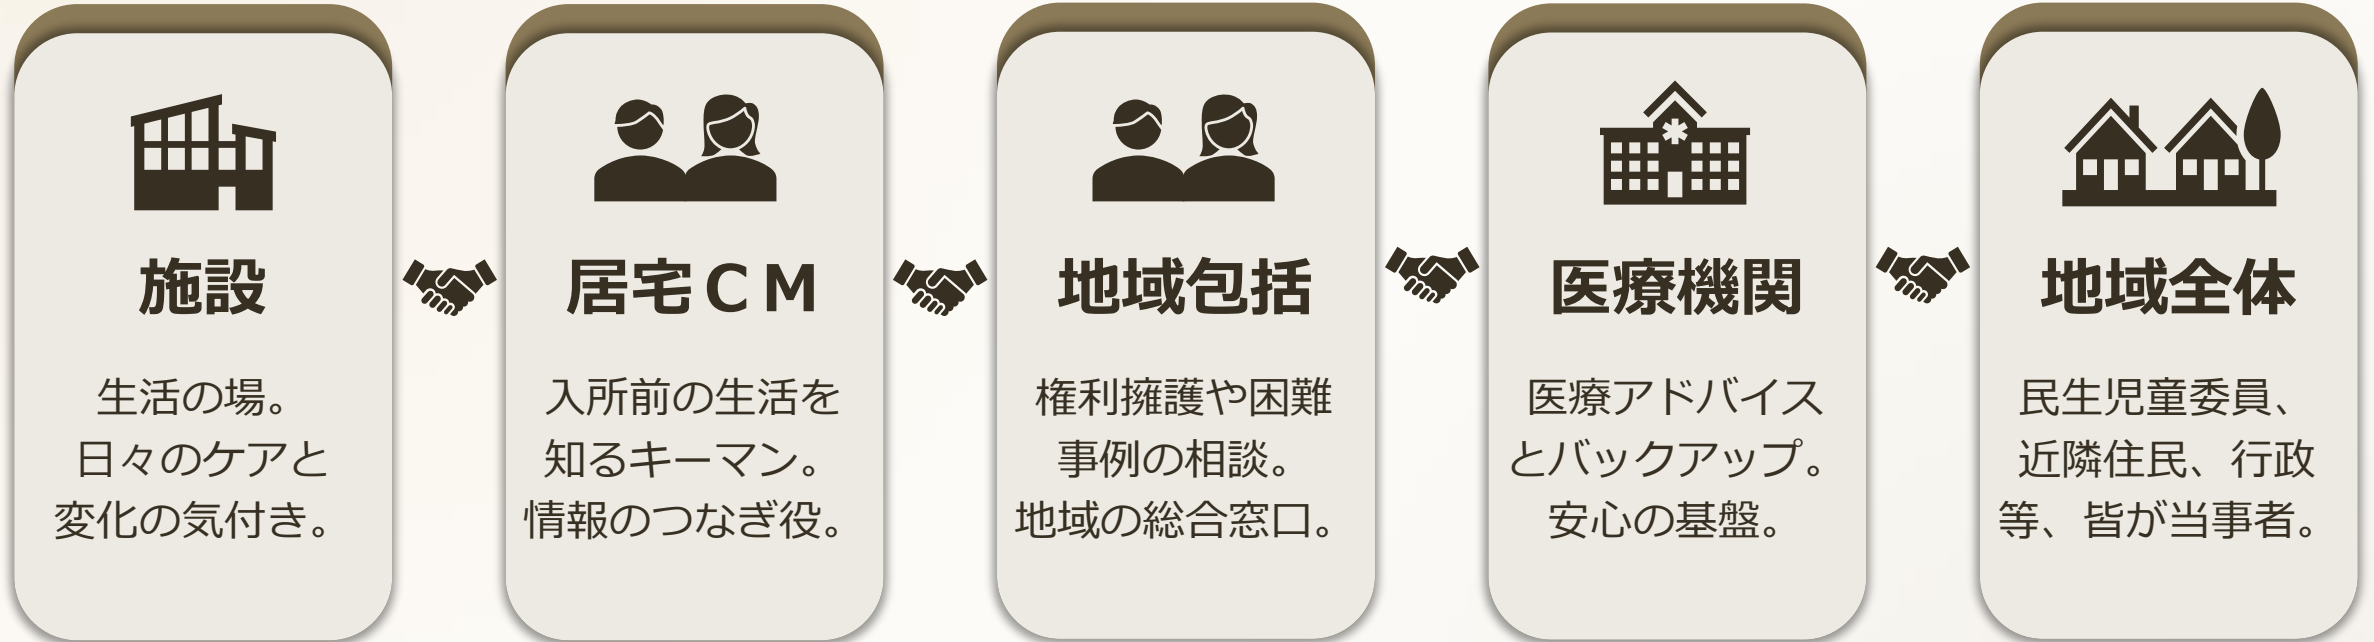 施設
生活の場。
日々のケアと
変化の気付き。
居宅ＣＭ
入所前の生活を
知るキーマン。
情報のつなぎ役。
地域包括
権利擁護や困難
事例の相談。
地域の総合窓口。
医療機関
医療アドバイス
とバックアップ。
安心の基盤。
地域全体
民生児童委員、
近隣住民、行政
等、皆が当事者。